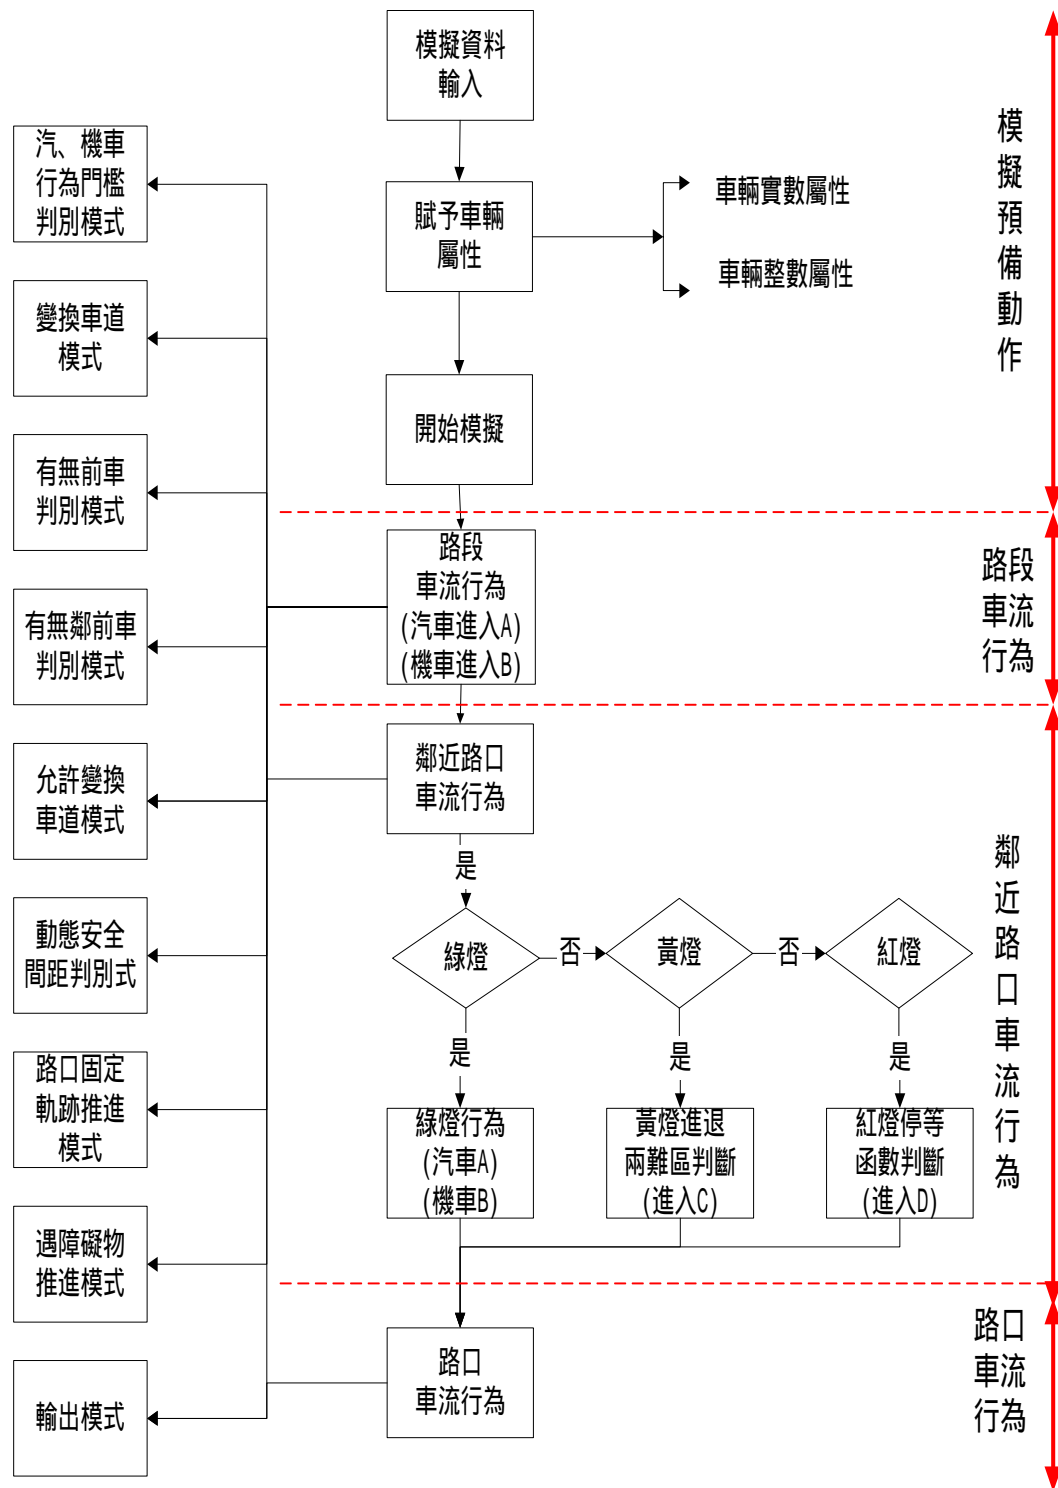 模擬資料
輸入
賦予車輛
屬性
車輛實數屬性
車輛整數屬性
開始模擬
模擬預備動作
汽、機車
行為門檻
判別模式
變換車道
模式
有無前車
判別模式
有無鄰前車
判別模式
允許變換
車道模式
動態安全
間距判別式
路口固定
軌跡推進
模式
遇障礙物
推進模式
輸出模式
路段
車流行為
(汽車進入A)
(機車進入B)
路段
車流
行為
鄰近路口
車流行為
是
綠燈
否
黃燈
否
紅燈
是
是
是
綠燈行為
(汽車A)
(機車B)
黃燈進退
兩難區判斷
(進入C)
紅燈停等
函數判斷
(進入D)
鄰近路口車流行為
路口
車流行為
路口
車流
行為